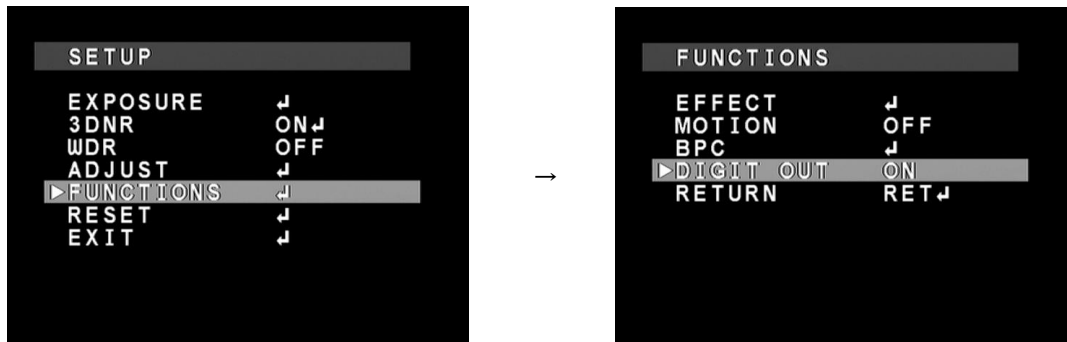 SETUP
EXPOSURE ↲
3DNR ON↲
WDR OFF
ADJUST ↲
▷FUNCTIONS ↲
RESET ↲
EXIT ↲
→
FUNCTIONS
EFFECT ↲
MOTION OFF
BPC ↲
▷DIGIT OUT ON
RETURN RET↲